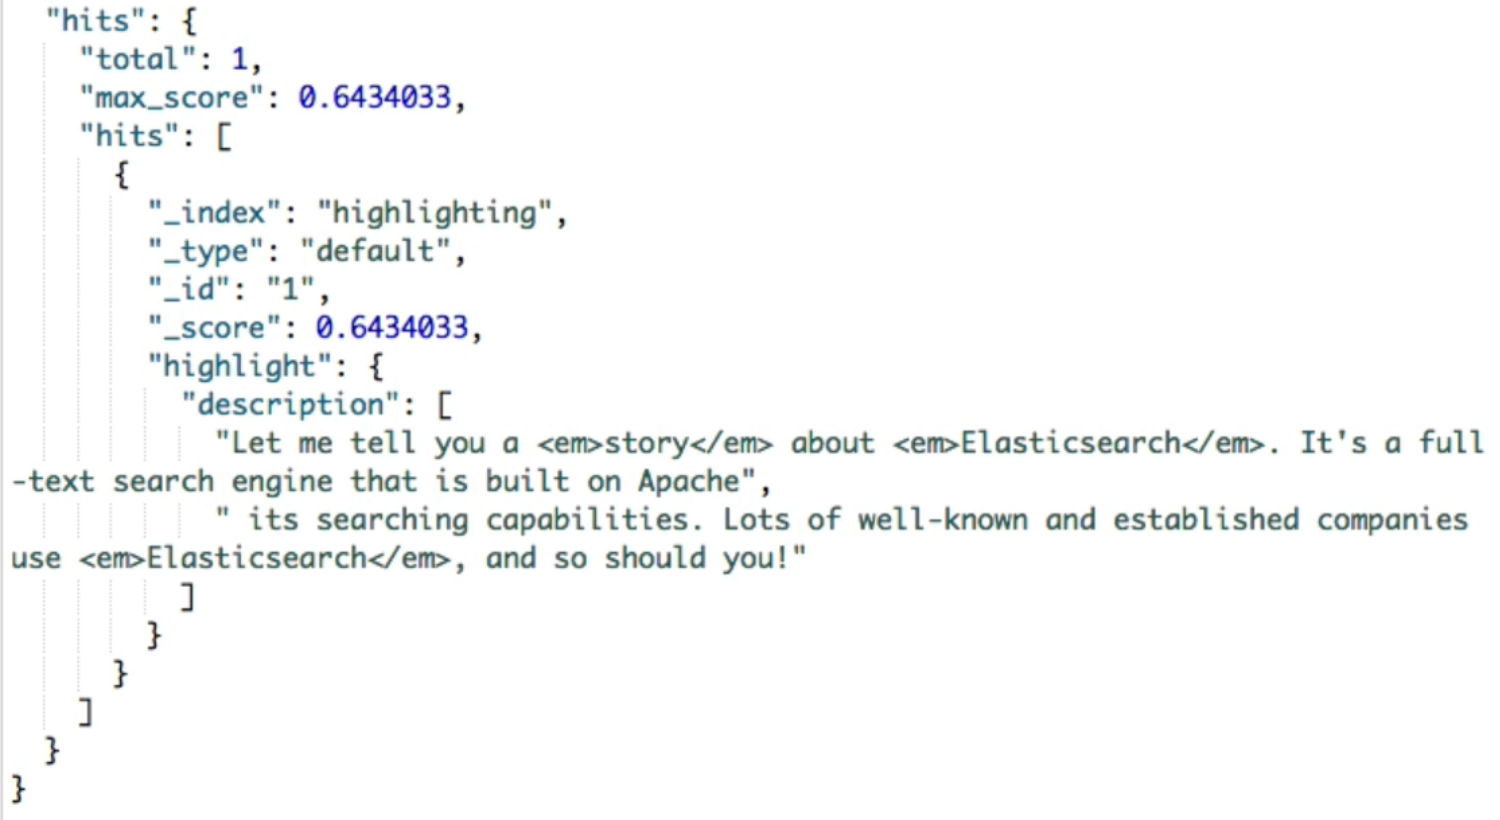 "hits": {
"total": 1,
"max_score": 0.6434033,
"hits": [
{
"_index": "highlighting",
"_type": "default",
"_id": "1",
"_score": 0.6434033,
"highlight": {
"description": [
"Let me tell you a <em>story</em> about <em>Elasticsearch</em>. It's a full
-text search engine that is built on Apache",
" its searching capabilities. Lots of well-known and established companies
use <em>Elasticsearch</em>, and so should you!"
]
}
}
]
}
}